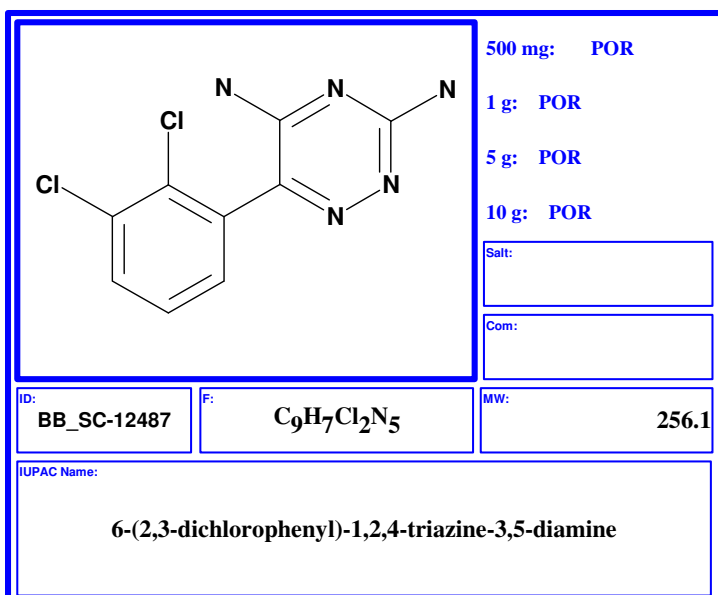 N N N
Cl
Cl
N
N
500 mg: POR
1 g: POR
5 g: POR
10 g: POR
Salt:
Com:
ID:
BB_SC-12487
F:
C9H7Cl2N5
MW:
256.1
IUPAC Name:
6-(2,3-dichlorophenyl)-1,2,4-triazine-3,5-diamine